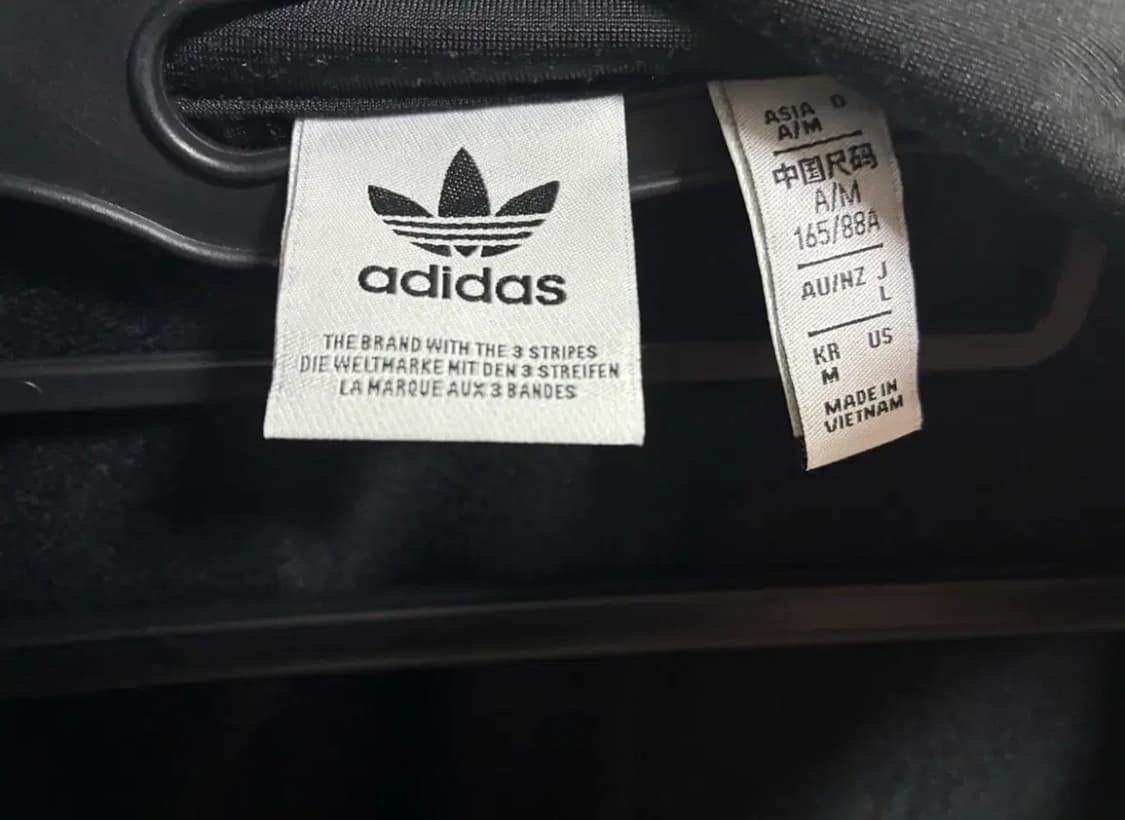 adidas
THE BRAND WITH THE 3 STRIPES
DIE WELTMARKE MIT DEN 3 STREIFEN
LA MARQUE AUX 3 BANDES
ASIA D
A/M
中国尺码
A/M
165/88A
AU/NZ J
L
KR US
M
MADE IN
VIETNAM